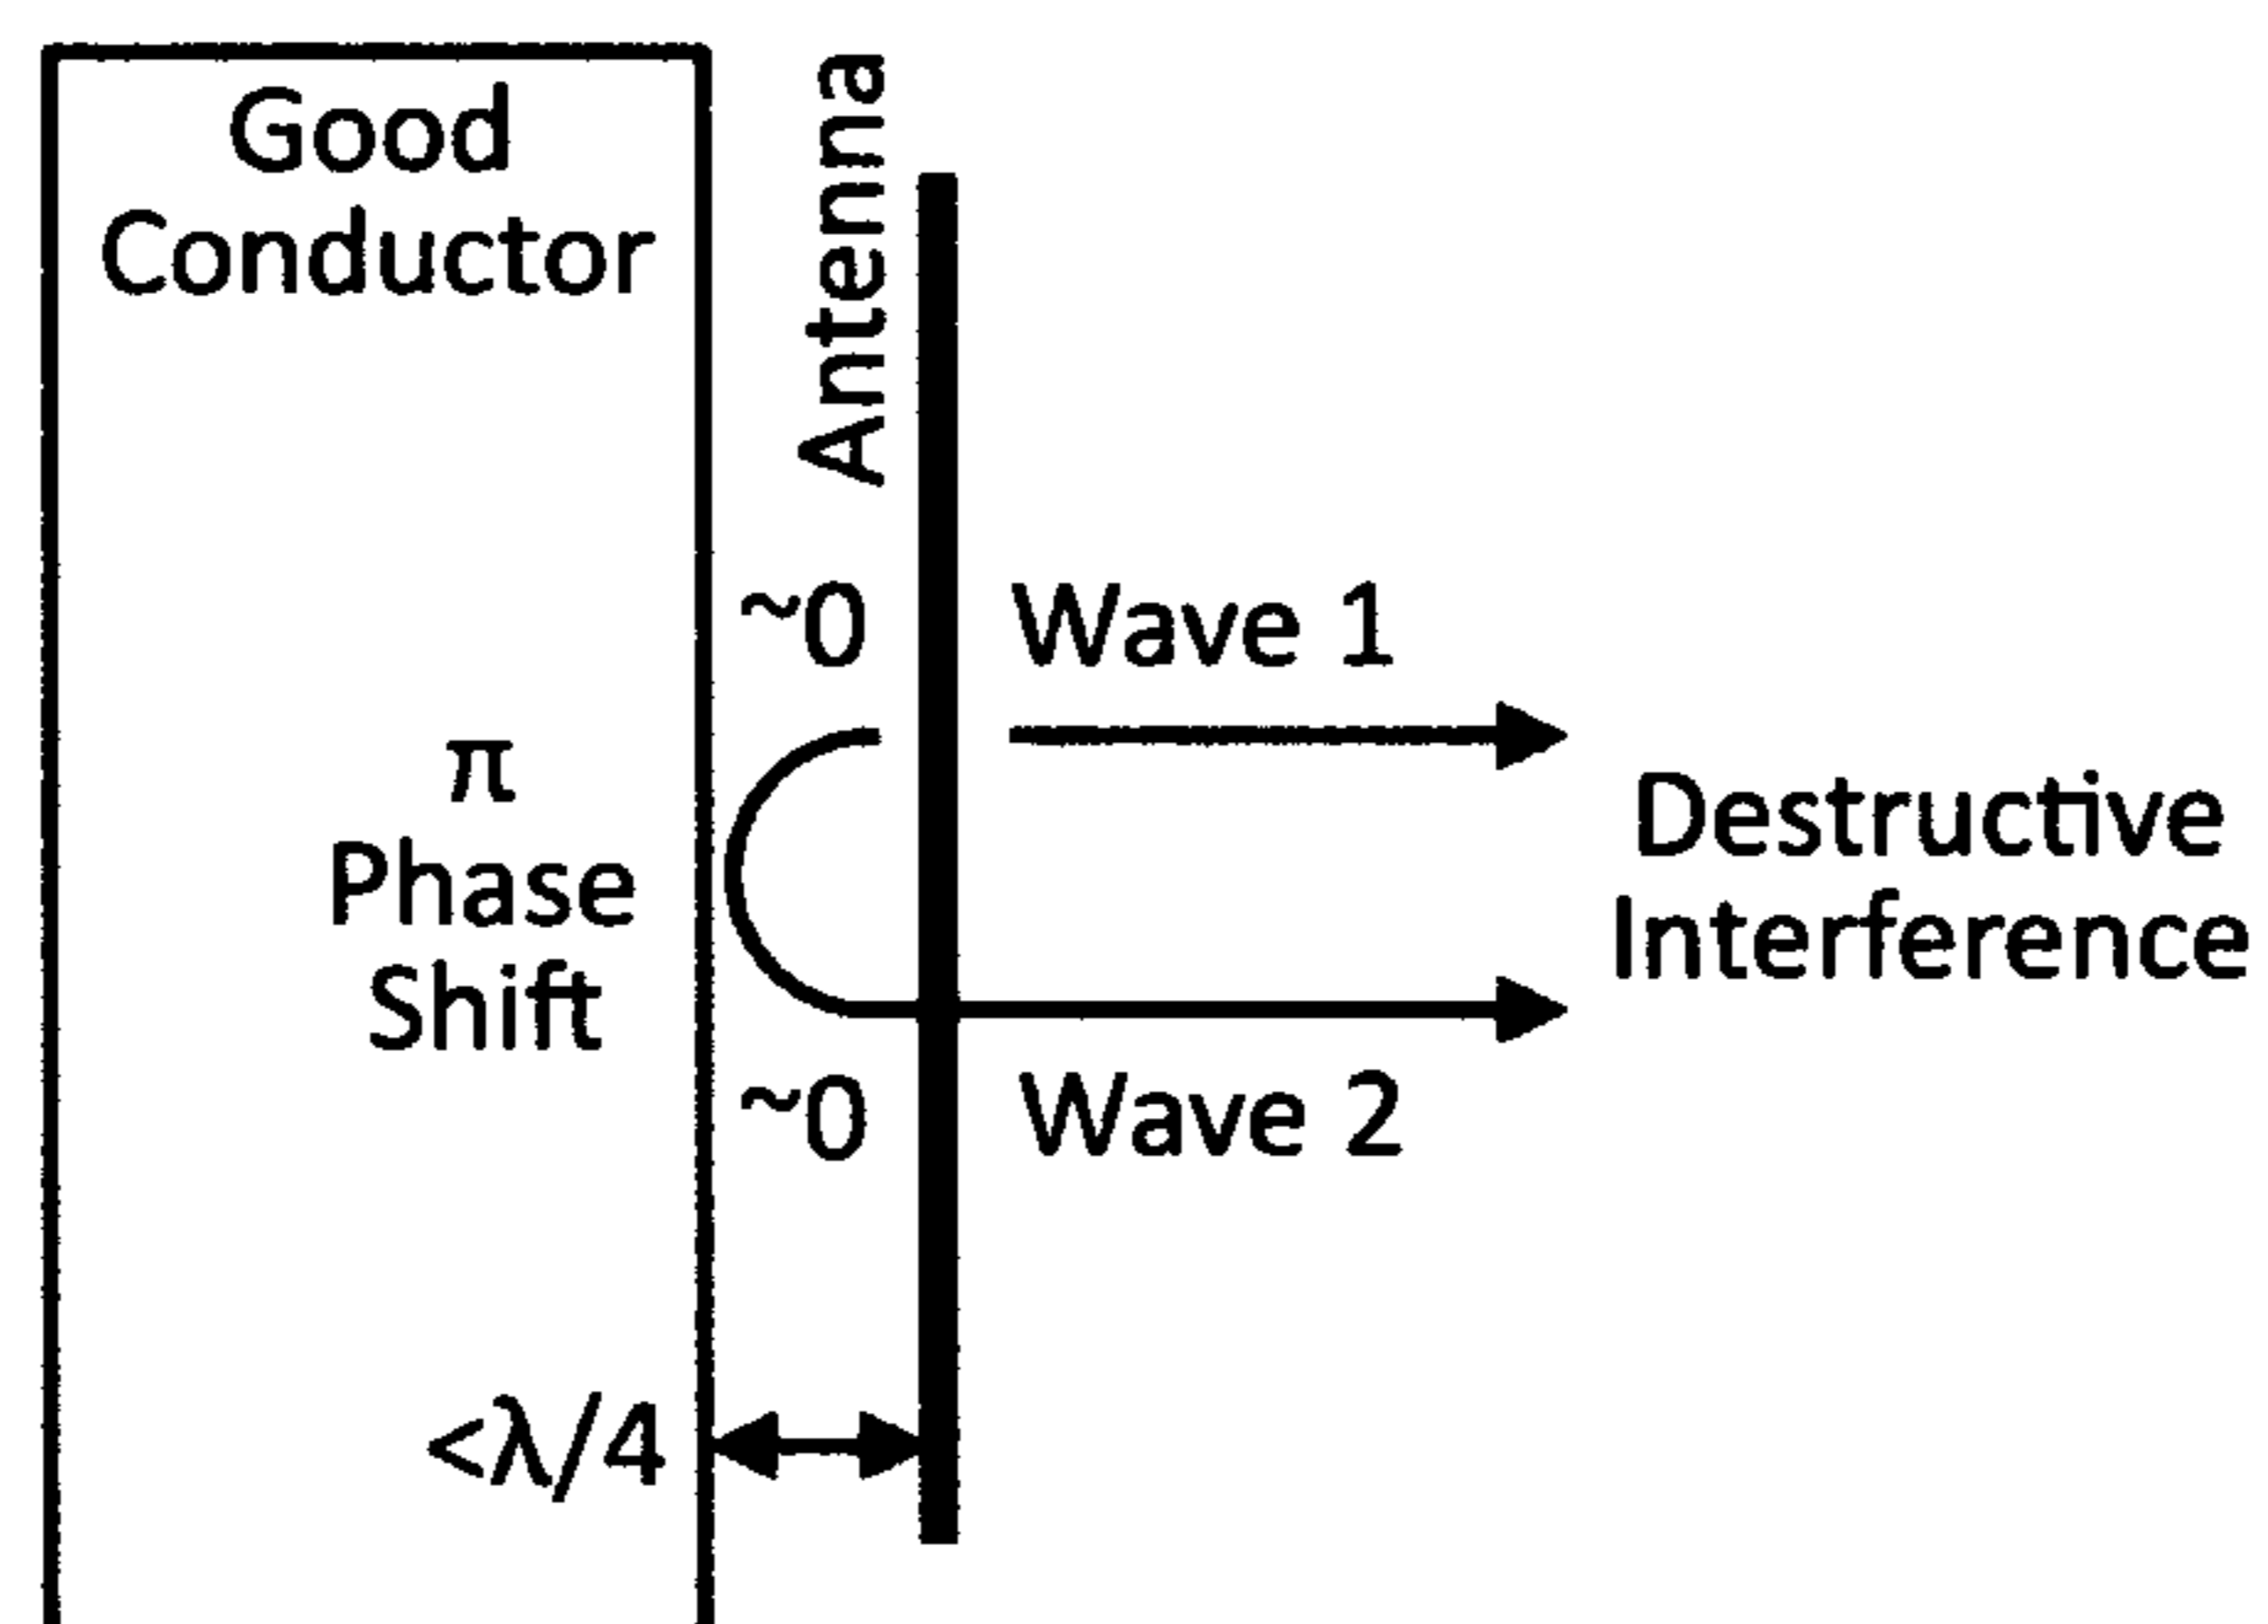 Good
Conductor
Antenna
~0
Wave 1
π
Phase
Shift
Destructive
Interference
~0
Wave 2
<λ/4